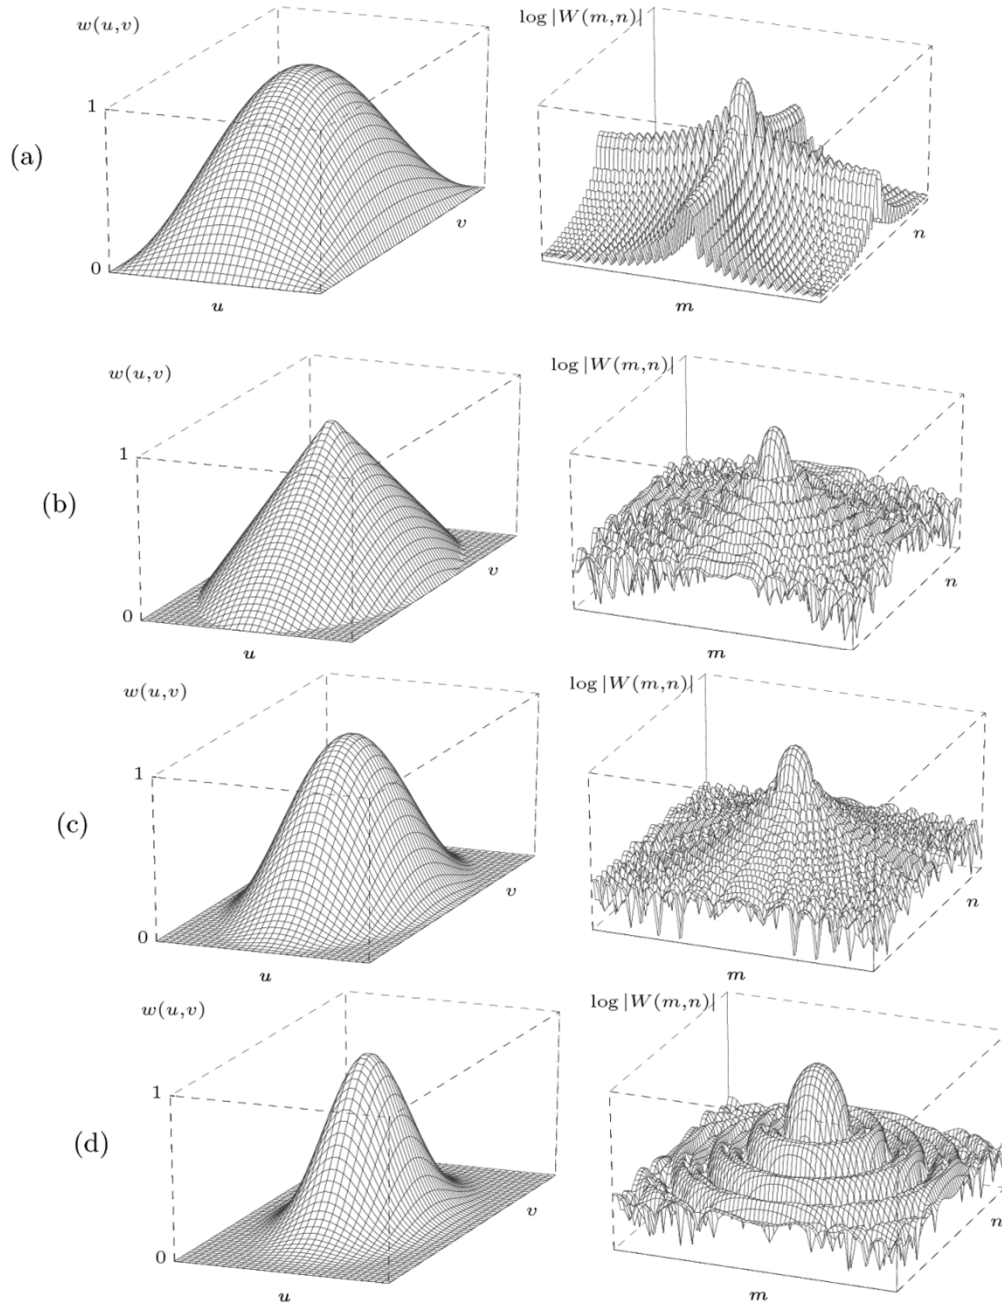 w(u,v)
log |W(m,n)|
1
(a)
v
n
0
u
m
w(u,v)
log |W(m,n)|
1
(b)
v
n
0
u
m
w(u,v)
log |W(m,n)|
1
(c)
v
n
0
u
m
w(u,v)
log |W(m,n)|
1
(d)
v
n
0
u
m